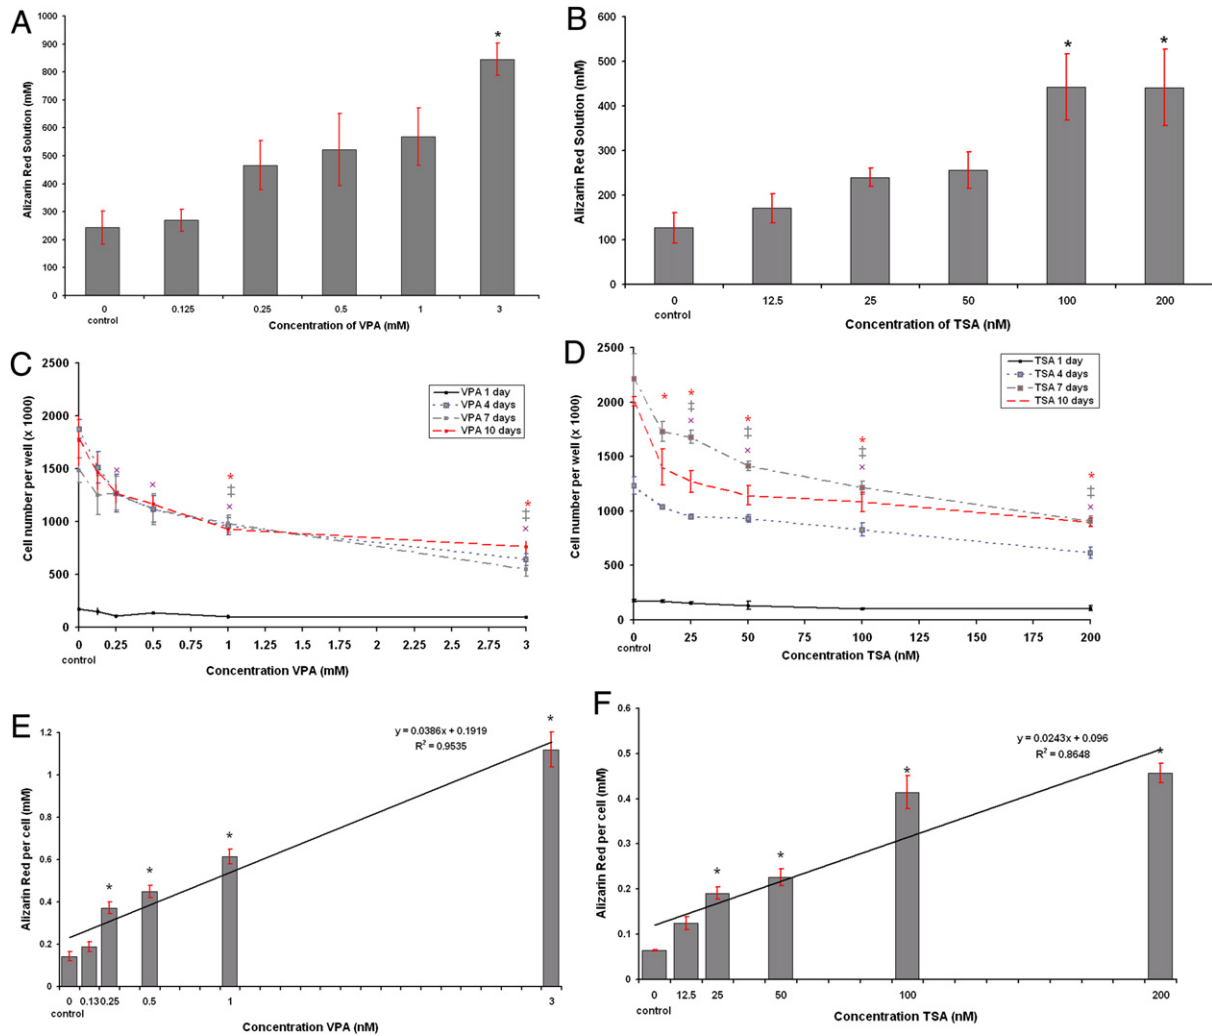 A
Alizarin Red Solution (mM)
1000
900
800
700
600
500
400
300
200
100
0
*
0 0.125 0.25 0.5 1 3
control
Concentration of VPA (mM)
B
Alizarin Red Solution (mM)
600
500
400
300
200
100
0
* *
0 12.5 25 50 100 200
control
Concentration of TSA (nM)
C
Cell number per well (x 1000)
2500
2000
1500
1000
500
0
VPA 1 day
VPA 4 days
VPA 7 days
VPA 10 days
* *
‡ ‡
× × × ×
0 0.25 0.5 0.75 1 1.25 1.5 1.75 2 2.25 2.5 2.75 3
control
Concentration VPA (mM)
D
Cell number per well (x 1000)
2500
2000
1500
1000
500
0
TSA 1 day
TSA 4 days
TSA 7 days
TSA 10 days
* * * * *
‡ ‡ ‡ ‡
× × × ×
0 25 50 75 100 125 150 175 200
control
Concentration TSA (nM)
E
Alizarin Red per cell (mM)
1.2
1
0.8
0.6
0.4
0.2
0
y = 0.0386x + 0.1919
R² = 0.9535
* * * *
0 0.13 0.25 0.5 1 3
control
Concentration VPA (nM)
F
Alizarin Red per cell (mM)
0.6
0.5
0.4
0.3
0.2
0.1
0
y = 0.0243x + 0.096
R² = 0.8648
* * * *
0 12.5 25 50 100 200
control
Concentration TSA (nM)